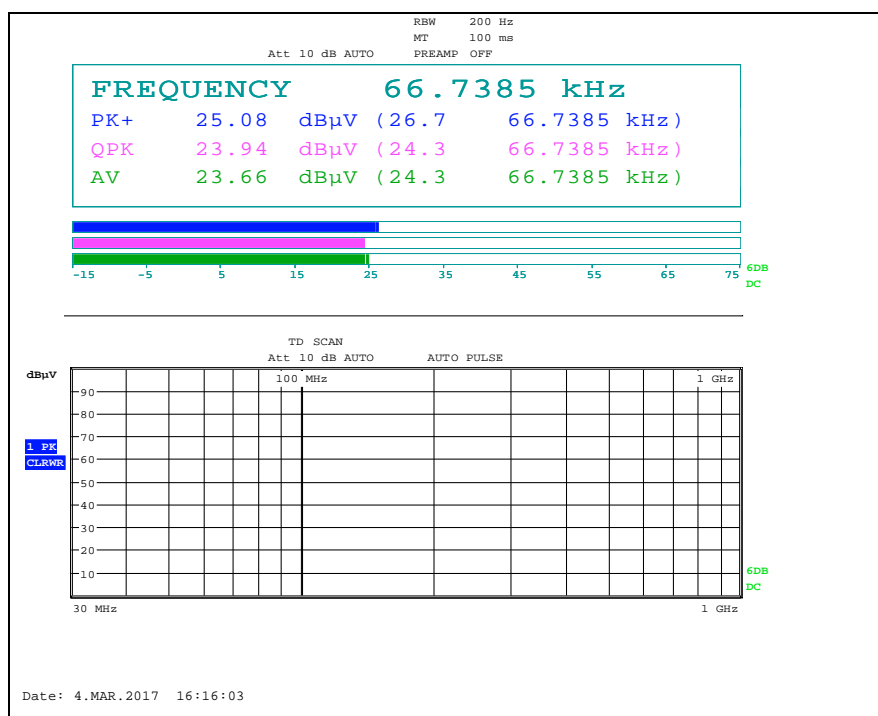 RBW 200 Hz
MT 100 ms
Att 10 dB AUTO PREAMP OFF
FREQUENCY 66.7385 kHz
PK+ 25.08 dBµV (26.7 66.7385 kHz)
QPK 23.94 dBµV (24.3 66.7385 kHz)
AV 23.66 dBµV (24.3 66.7385 kHz)
-15 -5 5 15 25 35 45 55 65 75
6DB
DC
TD SCAN
Att 10 dB AUTO AUTO PULSE
dBµV
100 MHz 1 GHz
90
80
70
1 PK
CLRWR
60
50
40
30
20
10
6DB
DC
30 MHz 1 GHz
Date: 4.MAR.2017 16:16:03